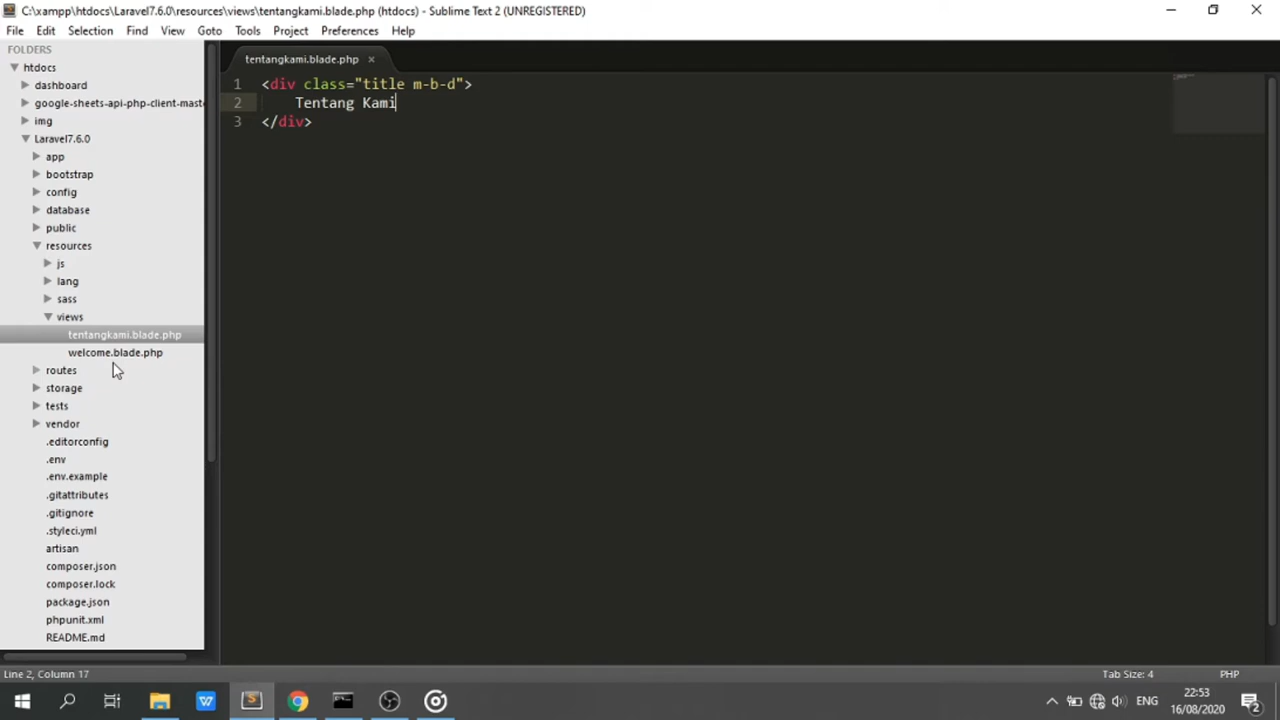 C:\xampp\htdocs\Laravel7.6.0\resources\views\tentangkami.blade.php (htdocs) - Sublime Text 2 (UNREGISTERED)
File Edit Selection Find View Goto Tools Project Preferences Help
FOLDERS
htdocs
dashboard
google-sheets-api-php-client-mast
img
Laravel7.6.0
app
bootstrap
config
database
public
resources
js
lang
sass
views
tentangkami.blade.php
welcome.blade.php
routes
storage
tests
vendor
.editorconfig
.env
.env.example
.gitattributes
.gitignore
.styleci.yml
artisan
composer.json
composer.lock
package.json
phpunit.xml
README.md
tentangkami.blade.php ×
1 <div class="title m-b-d">
2 Tentang Kami
3 </div>
Line 2, Column 17
Tab Size: 4 PHP
ENG 22:53
16/08/2020
2